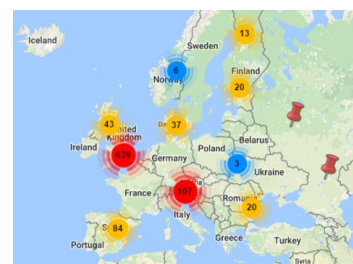 Iceland
13
Sweden
Finland
6
Norway
20
43
United
Kingdom
37
Ireland
639
Poland
Belarus
Germany
3
Ukraine
France
107
Romania
20
Italy
84
Portugal
Greece
Turkey
Syria